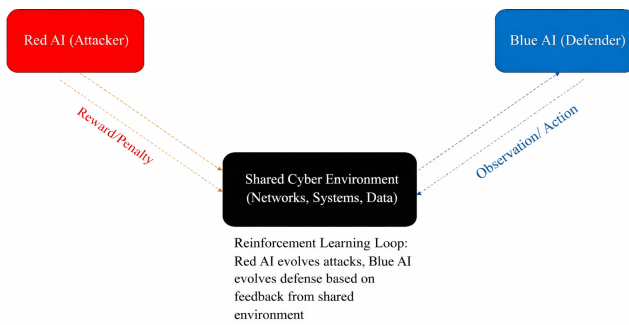 Red AI (Attacker)
Blue AI (Defender)
Reward/Penalty
Observation/ Action
Shared Cyber Environment
(Networks, Systems, Data)
Reinforcement Learning Loop:
Red AI evolves attacks, Blue AI
evolves defense based on
feedback from shared
environment